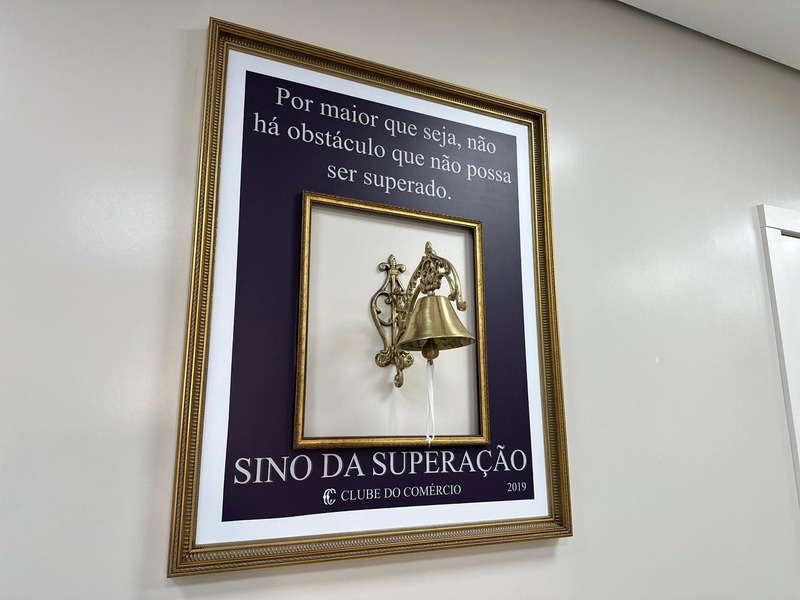 Por maior que seja, não
há obstáculo que não possa
ser superado.
SINO DA SUPERAÇÃO
CLUBE DO COMÉRCIO 2019